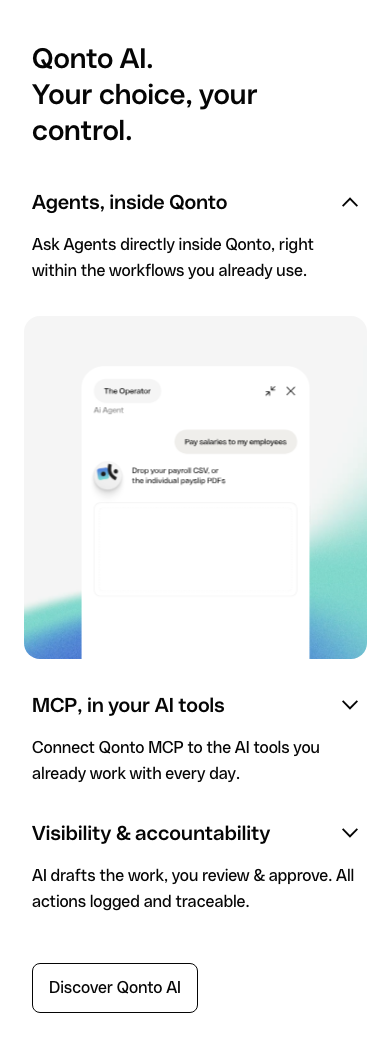 Qonto AI.
Your choice, your
control.
Agents, inside Qonto
Ask Agents directly inside Qonto, right
within the workflows you already use.
The Operator
AI Agent
Pay salaries to my employees
Drop your payroll CSV, or
the individual payslip PDFs
MCP, in your AI tools
Connect Qonto MCP to the AI tools you
already work with every day.
Visibility & accountability
AI drafts the work, you review & approve. All
actions logged and traceable.
Discover Qonto AI